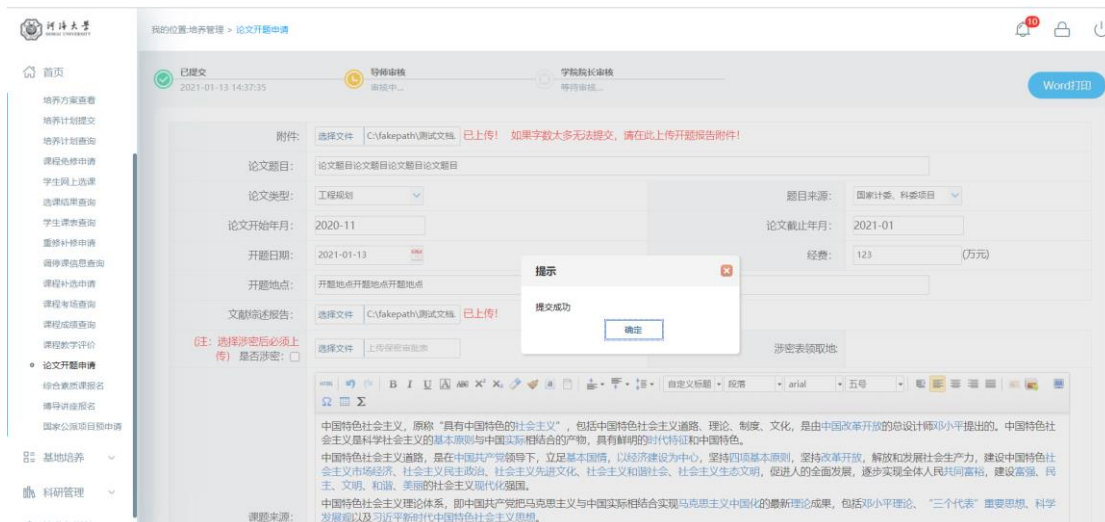 河海大学
HOHAI UNIVERSITY
我的位置:培养管理 > 论文开题申请
10
首页
培养方案查看
培养计划提交
培养计划查询
课程免修申请
学生网上选课
选课结果查询
学生课表查询
重修补修申请
调停课信息查询
课程补选申请
课程考场查询
课程成绩查询
课程教学评价
论文开题申请
综合素质课报名
博导讲座报名
国家公派项目预申请
基地培养
科研管理
已提交
2021-01-13 14:37:35
导师审核
审核中...
学院院长审核
等待审核...
Word打印
附件: 选择文件 C:\fakepath\测试文档. 已上传! 如果字数太多无法提交，请在此上传开题报告附件!
论文题目: 论文题目论文题目论文题目论文题目
论文类型: 工程规划 题目来源: 国家计委、科委项目
论文开始年月: 2020-11 论文截止年月: 2021-01
开题日期: 2021-01-13 经费: 123 (万元)
开题地点: 开题地点开题地点开题地点
文献综述报告: 选择文件 C:\fakepath\测试文档. 已上传!
(注：选择涉密后必须上
传) 是否涉密: 选择文件 上传保密审批表 涉密表领取地:
提示
提交成功
确定
HTML B I U A ABC X² X₂ a 自定义标题 段落 arial 五号
Ω Σ
中国特色社会主义，原称“具有中国特色的社会主义”，包括中国特色社会主义道路、理论、制度、文化，是由中国改革开放的总设计师邓小平提出的。中国特色社
会主义是科学社会主义的基本原则与中国实际相结合的产物，具有鲜明的时代特征和中国特色。
中国特色社会主义道路，是在中国共产党领导下，立足基本国情，以经济建设为中心，坚持四项基本原则，坚持改革开放，解放和发展社会生产力，建设中国特色社
会主义市场经济、社会主义民主政治、社会主义先进文化、社会主义和谐社会、社会主义生态文明，促进人的全面发展，逐步实现全体人民共同富裕，建设富强、民
主、文明、和谐、美丽的社会主义现代化强国。
中国特色社会主义理论体系，即中国共产党把马克思主义与中国实际相结合实现马克思主义中国化的最新理论成果，包括邓小平理论、“三个代表”重要思想、科学
课题来源: 发展观以及习近平新时代中国特色社会主义思想。